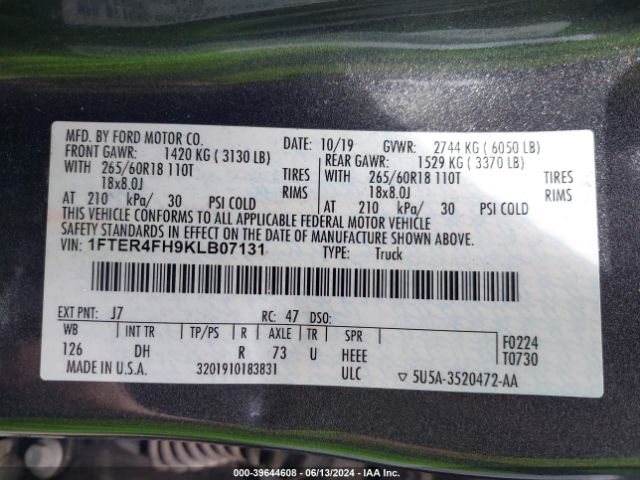 MFD. BY FORD MOTOR CO.
DATE: 10/19 GVWR: 2744 KG ( 6050 LB)
FRONT GAWR: 1420 KG ( 3130 LB) REAR GAWR: 1529 KG ( 3370 LB)
WITH 265/60R18 110T TIRES WITH 265/60R18 110T TIRES
18x8.0J RIMS 18x8.0J RIMS
AT 210 kPa/ 30 PSI COLD AT 210 kPa/ 30 PSI COLD
THIS VEHICLE CONFORMS TO ALL APPLICABLE FEDERAL MOTOR VEHICLE
SAFETY STANDARDS IN EFFECT ON THE DATE OF MANUFACTURE SHOWN ABOVE.
VIN: 1FTER4FH9KLB07131 TYPE: Truck
EXT PNT: J7 RC: 47 DSO:
WB INT TR TP/PS R AXLE TR SPR F0224
126 DH R 73 U HEEE T0730
MADE IN U.S.A. 3201910183831 ULC ▽ 5U5A-3520472-AA
000-39644608 - 06/13/2024 - IAA Inc.